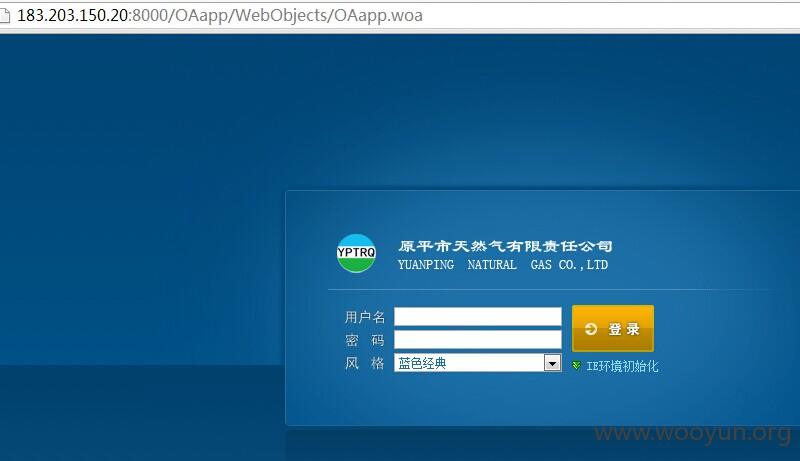 183.203.150.20:8000/OAapp/WebObjects/OAapp.woa
YPTRQ
原平市天然气有限责任公司
YUANPING NATURAL GAS CO.,LTD
用户名
登 录
密 码
风 格 蓝色经典
IE环境初始化
www.wooyun.org